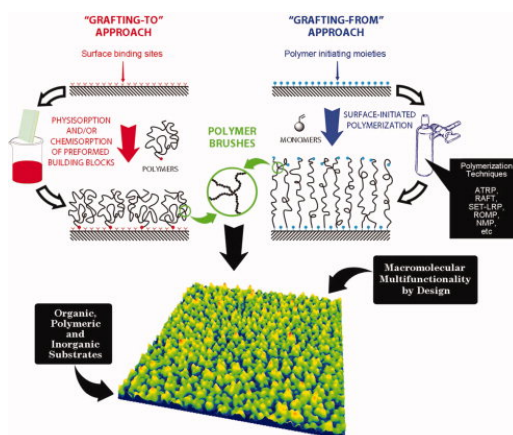 "GRAFTING-TO"
APPROACH
Surface binding sites
PHYSISORPTION
AND/OR
CHEMISORPTION
OF PREFORMED
BUILDING BLOCKS
POLYMERS
"GRAFTING-FROM"
APPROACH
Polymer initiating moieties
MONOMERS
SURFACE-INITIATED
POLYMERIZATION
POLYMER
BRUSHES
Polymerization
Techniques
ATRP,
RAFT,
SET-LRP,
ROMP,
NMP,
etc
Macromolecular
Multifunctionality
by Design
Organic,
Polymeric
and
Inorganic
Substrates